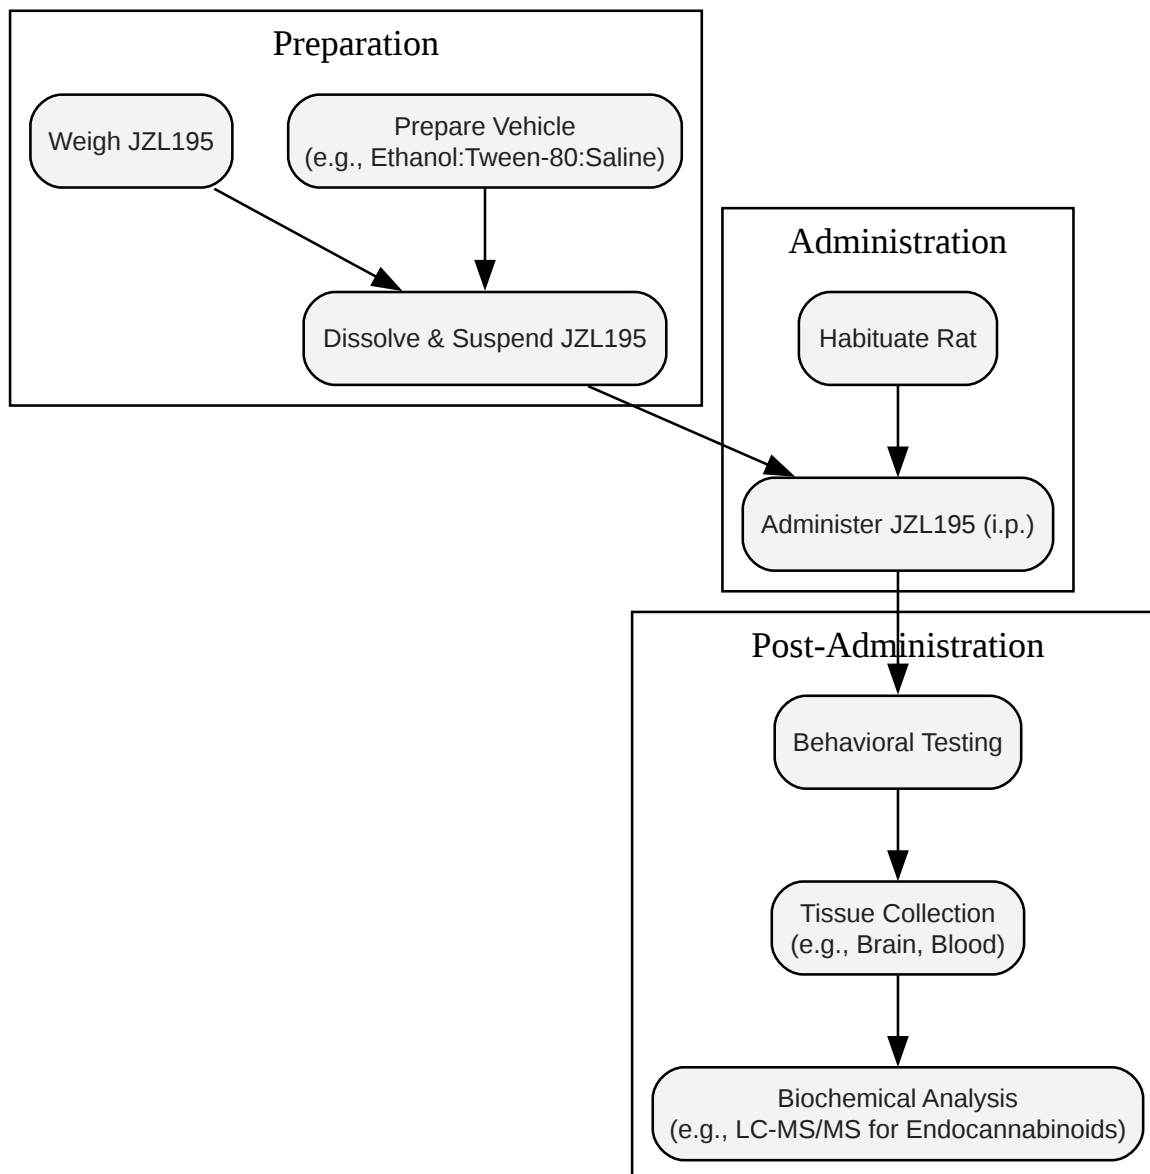 Preparation
Weigh JZL195
Prepare Vehicle
(e.g., Ethanol:Tween-80:Saline)
Dissolve & Suspend JZL195
Administration
Habituate Rat
Administer JZL195 (i.p.)
Post-Administration
Behavioral Testing
Tissue Collection
(e.g., Brain, Blood)
Biochemical Analysis
(e.g., LC-MS/MS for Endocannabinoids)